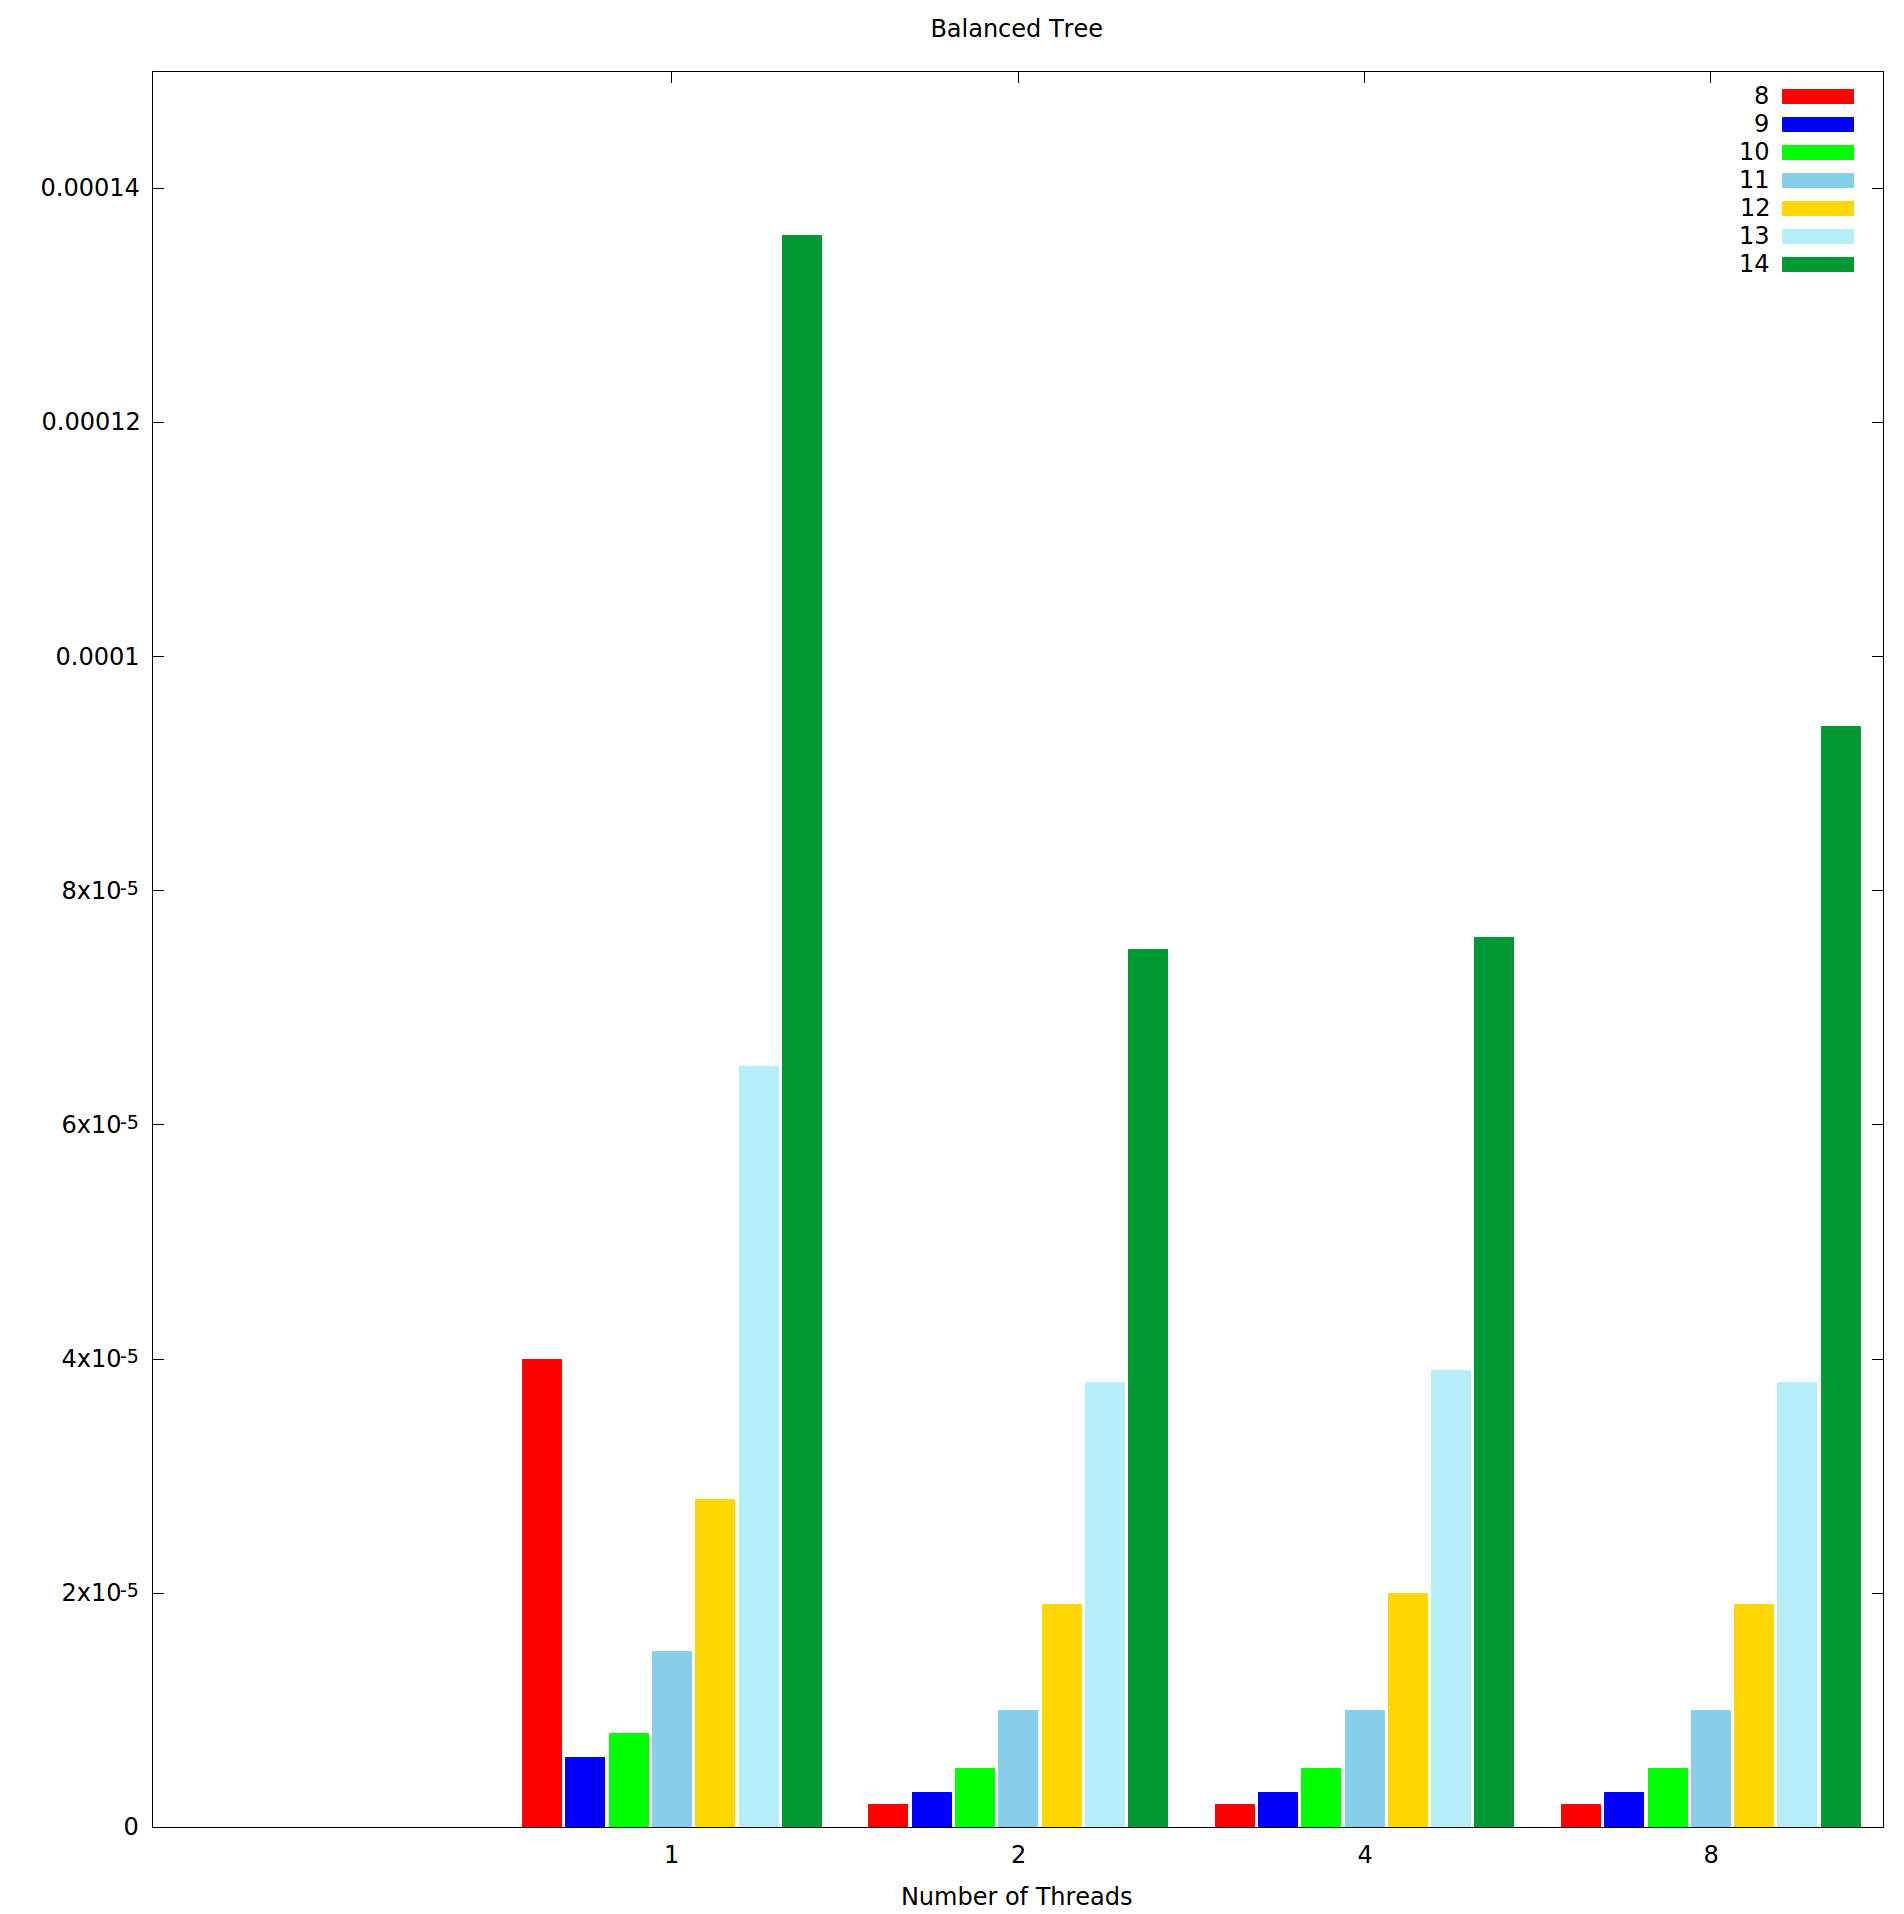 Balanced Tree
8
9
10
11
12
13
14
0.00014
0.00012
0.0001
8x10-5
6x10-5
4x10-5
2x10-5
0
1 2 4 8
Number of Threads